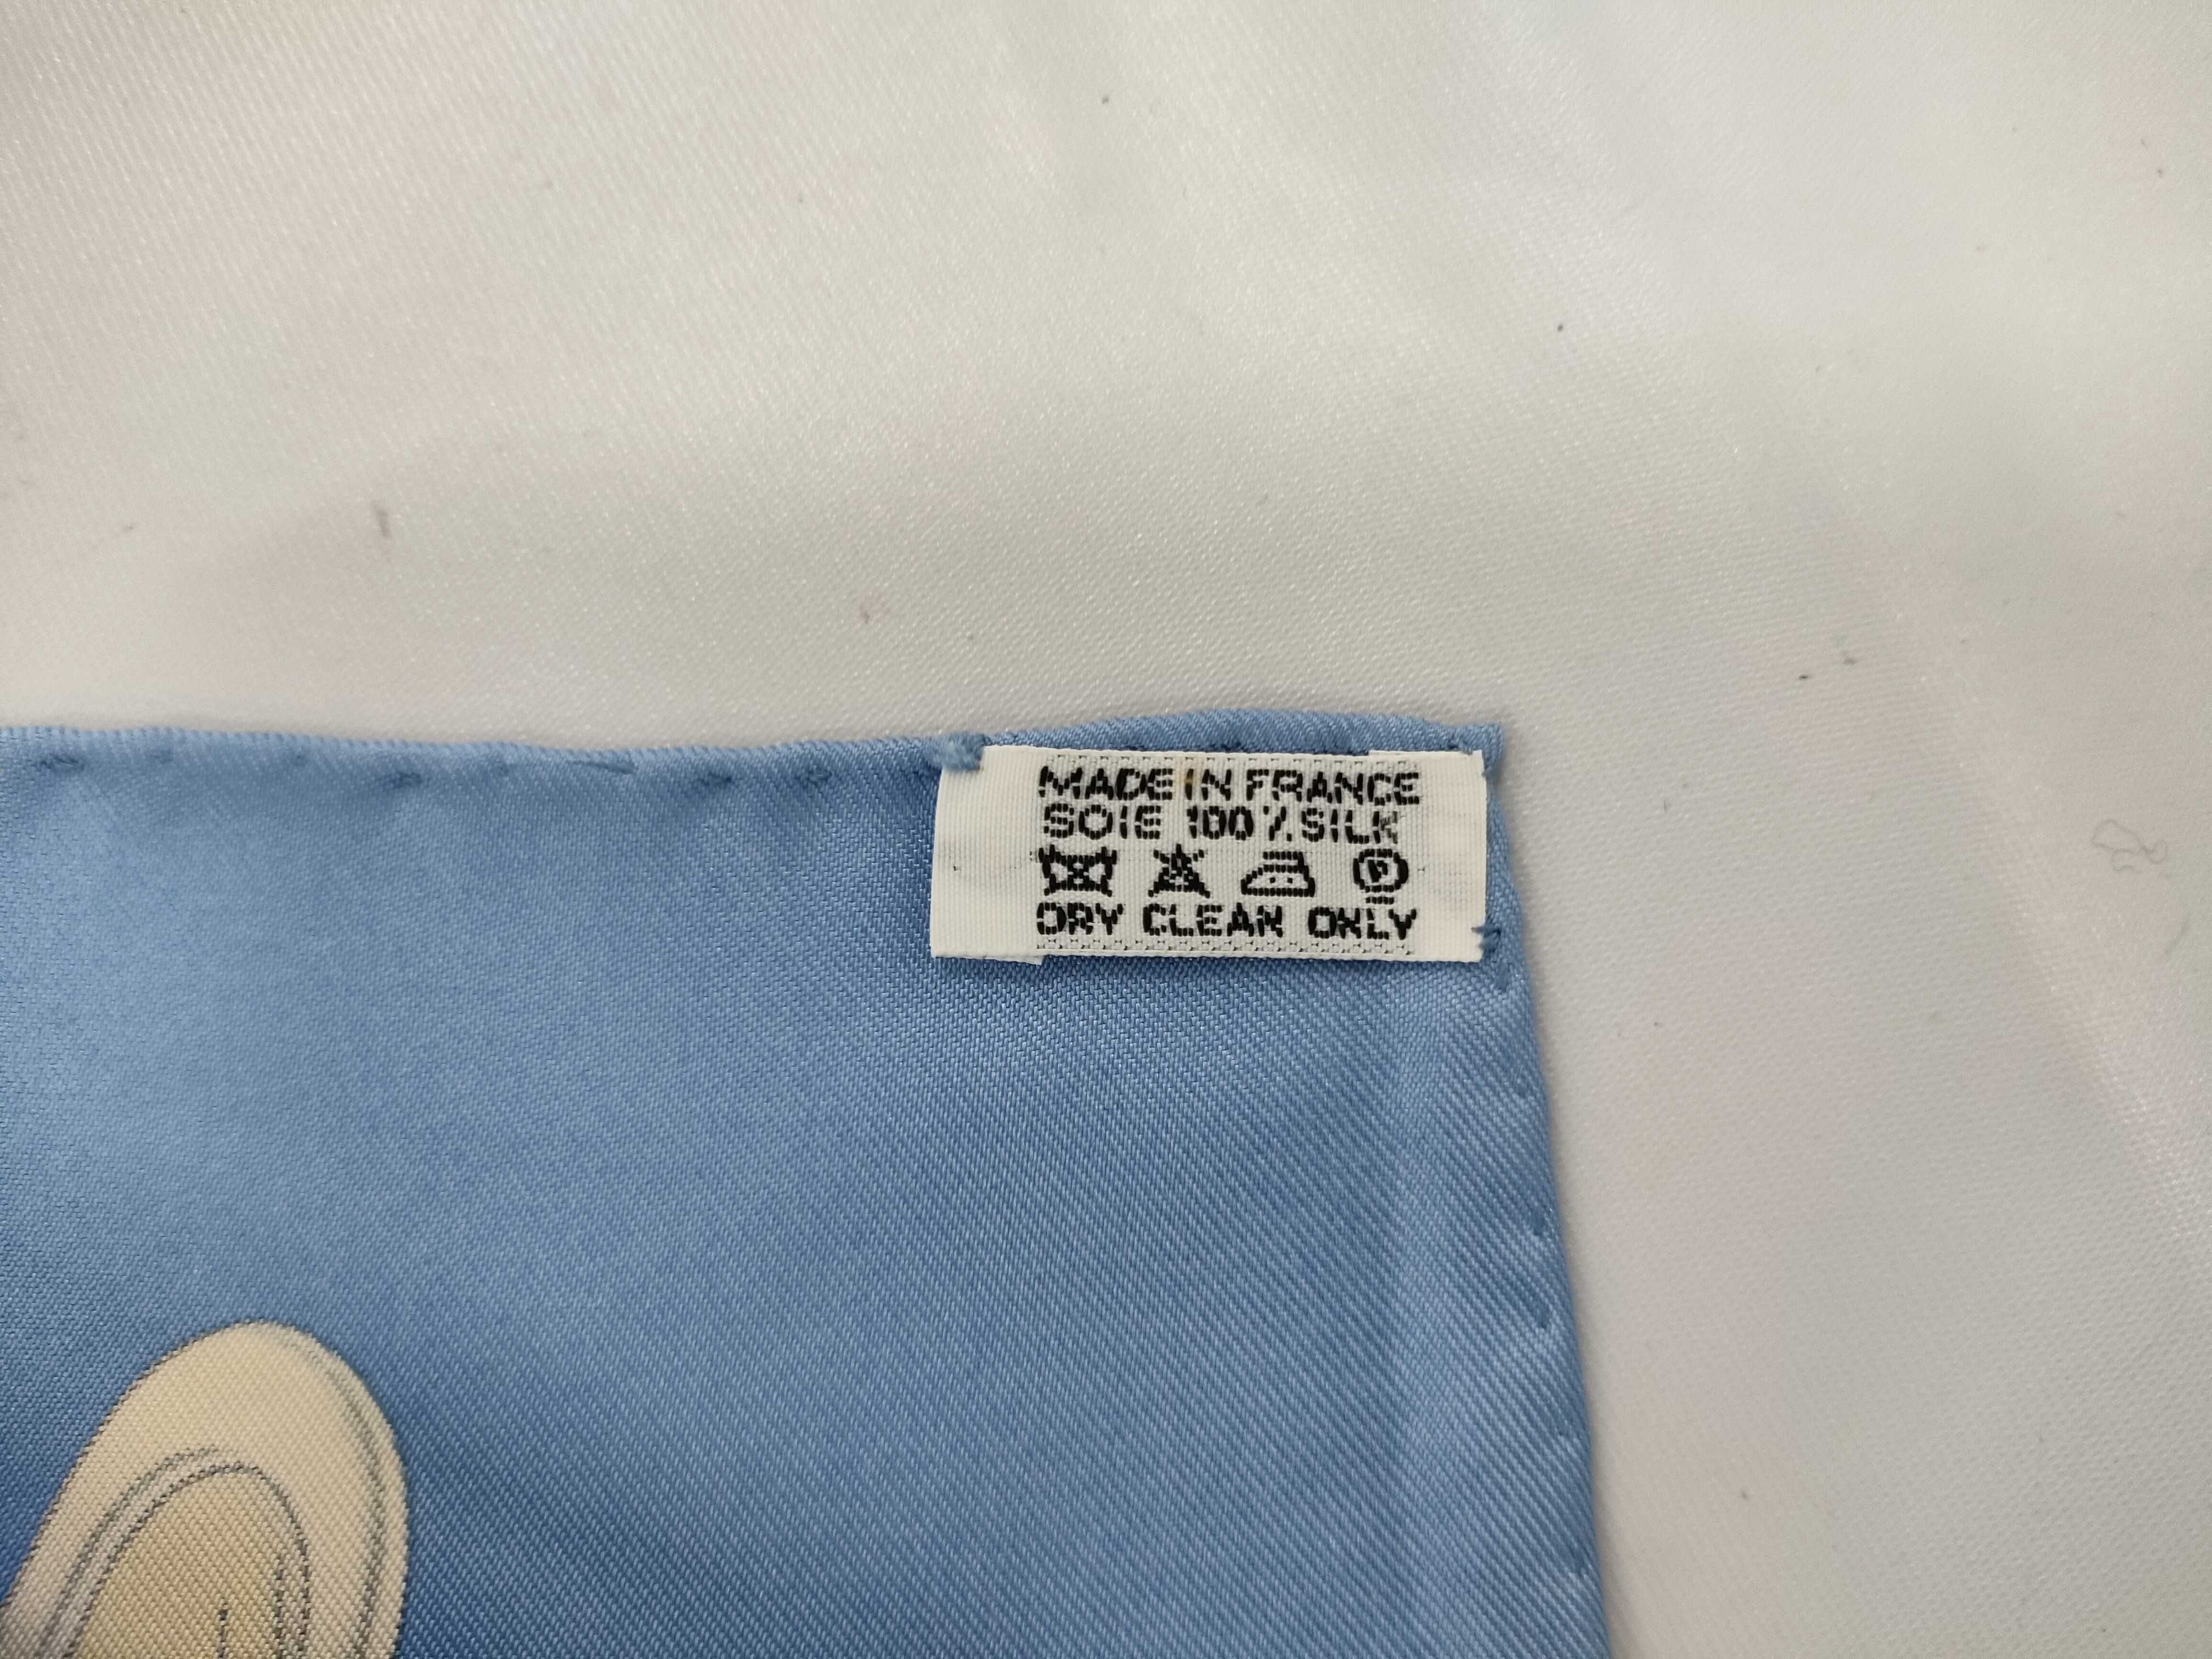 MADE IN FRANCE
SOIE 100% SILK
P
DRY CLEAN ONLY